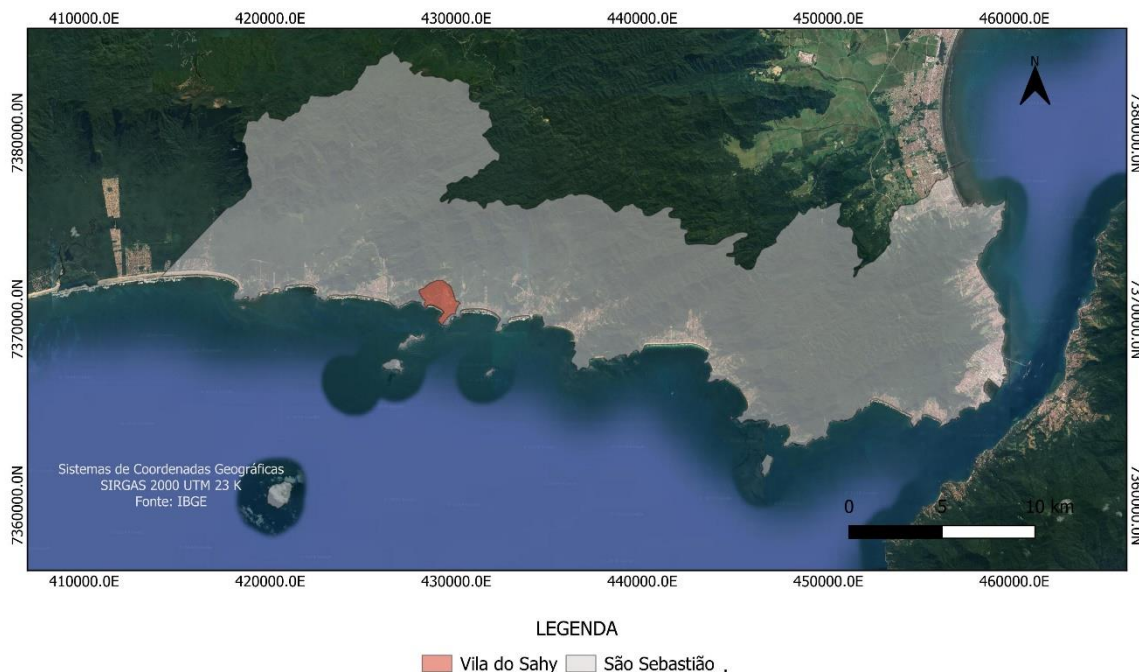 410000.0E 420000.0E 430000.0E 440000.0E 450000.0E 460000.0E
N
7380000.0N 7380000.0N
7370000.0N 7370000.0N
Sistemas de Coordenadas Geográficas
SIRGAS 2000 UTM 23 K
Fonte: IBGE
7360000.0N 7360000.0N
0 5 10 km
410000.0E 420000.0E 430000.0E 440000.0E 450000.0E 460000.0E
LEGENDA
Vila do Sahy São Sebastião .